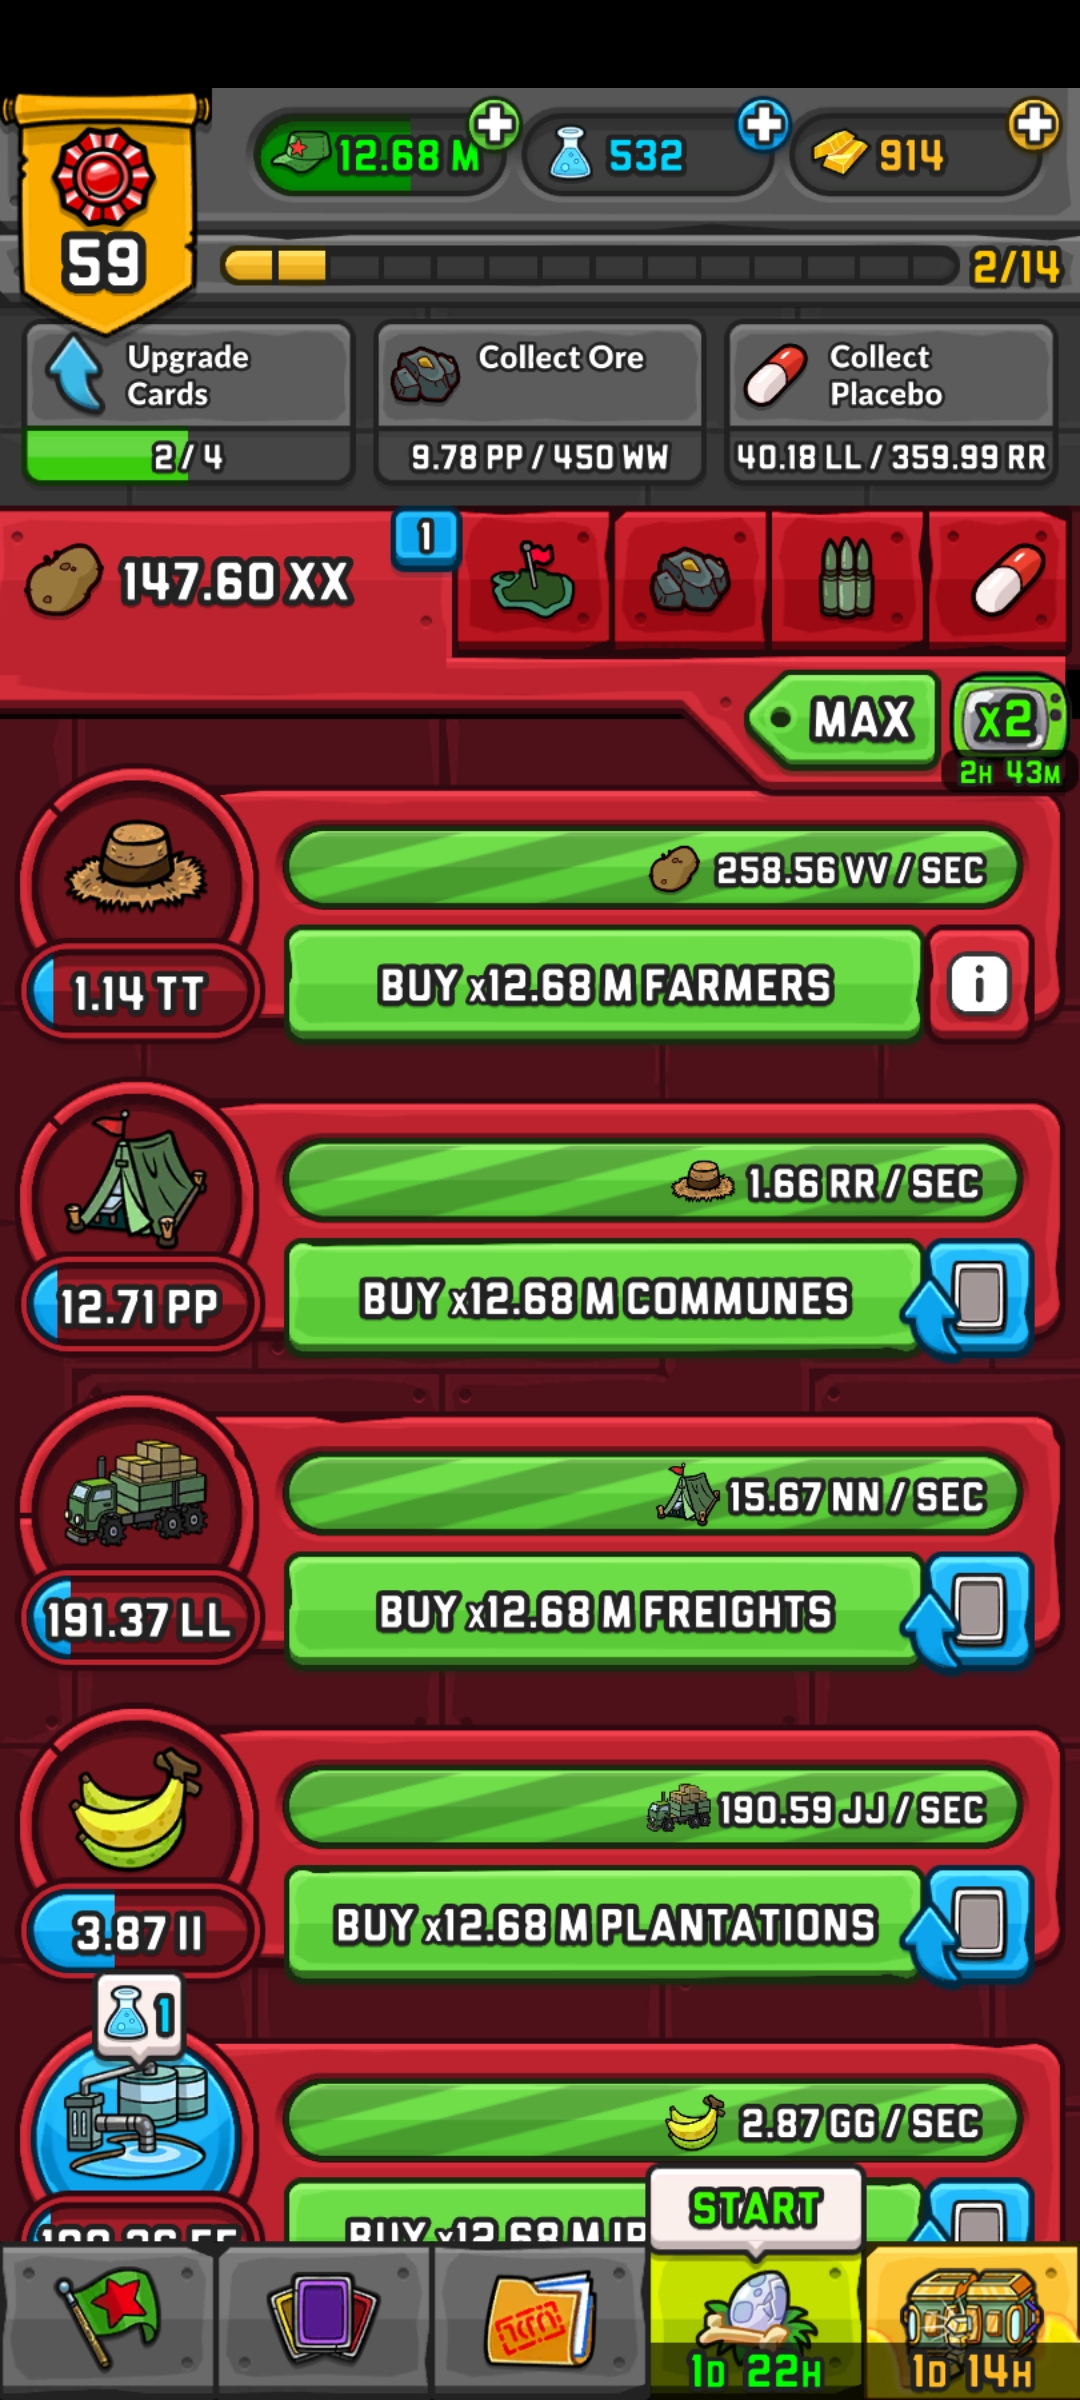 12.68 M
532
914
59
2/14
Upgrade
Cards
2/4
Collect Ore
9.78 PP / 450 WW
Collect
Placebo
40.18 LL / 359.99 RR
147.60 XX
1
MAX
x2
2H 43M
258.56 VV / SEC
1.14 TT
BUY x12.68 M FARMERS
i
1.66 RR / SEC
12.71 PP
BUY x12.68 M COMMUNES
15.67 NN / SEC
191.37 LL
BUY x12.68 M FREIGHTS
190.59 JJ / SEC
3.87 II
BUY x12.68 M PLANTATIONS
1
2.87 GG / SEC
BUY x12.68 M
START
1D 22H
1D 14H